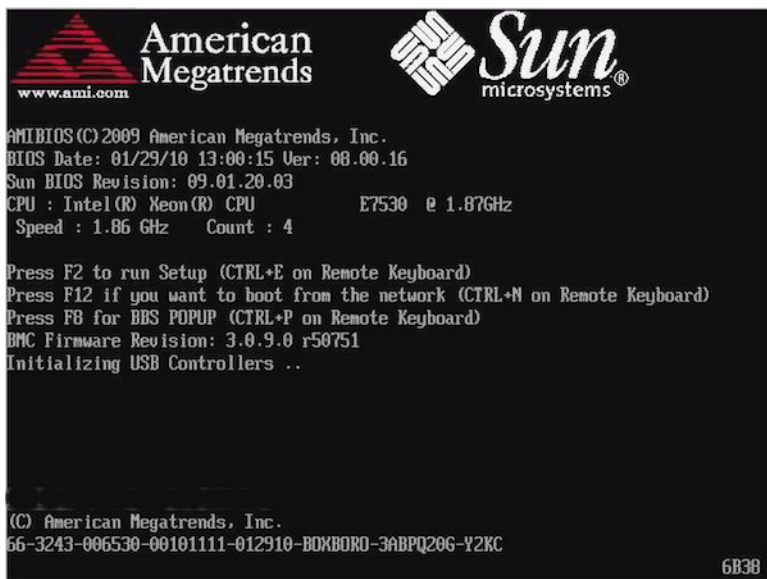 American
Megatrends
www.ami.com
Sun
microsystems
®
AMIBIOS(C)2009 American Megatrends, Inc.
BIOS Date: 01/29/10 13:00:15 Ver: 08.00.16
Sun BIOS Revision: 09.01.20.03
CPU : Intel(R) Xeon(R) CPU E7530 @ 1.87GHz
Speed : 1.86 GHz Count : 4
Press F2 to run Setup (CTRL+E on Remote Keyboard)
Press F12 if you want to boot from the network (CTRL+N on Remote Keyboard)
Press F8 for BBS POPUP (CTRL+P on Remote Keyboard)
BMC Firmware Revision: 3.0.9.0 r50751
Initializing USB Controllers ..
(C) American Megatrends, Inc.
66-3243-006530-00101111-012910-BOXBORO-3ABPQ20G-Y2KC
6B38